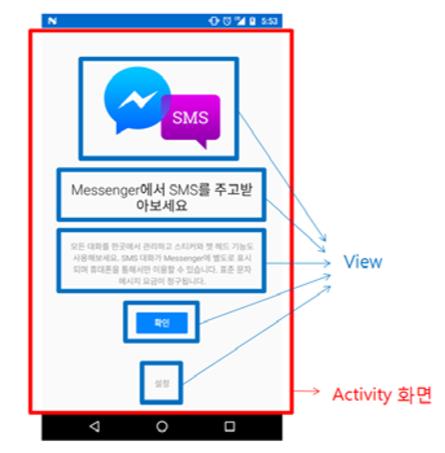 N 5:53
SMS
Messenger에서 SMS를 주고받
아보세요
모든 대화를 한곳에서 관리하고 스티커와 챗 헤드 기능도
사용해보세요. SMS 대화가 Messenger에 별도로 표시
되며 휴대폰을 통해서만 이용할 수 있습니다. 표준 문자
메시지 요금이 청구됩니다.
View
확인
설정
Activity 화면